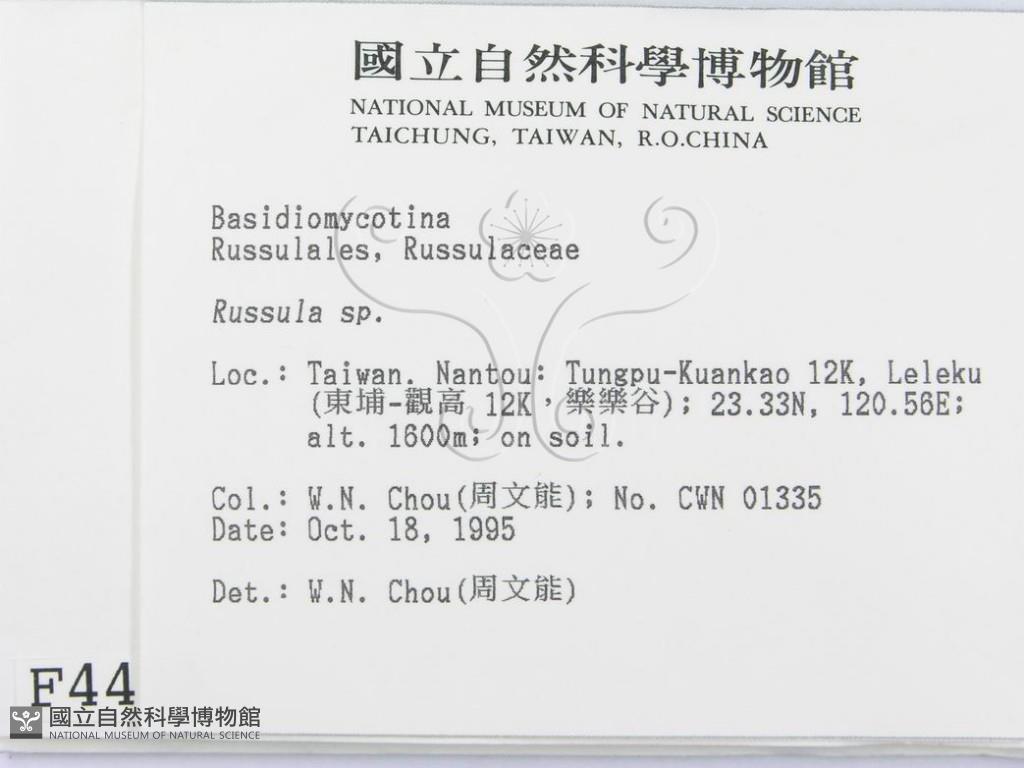 國立自然科學博物館
NATIONAL MUSEUM OF NATURAL SCIENCE
TAICHUNG, TAIWAN, R.O.CHINA
Basidiomycotina
Russulales, Russulaceae
Russula sp.
Loc.: Taiwan. Nantou: Tungpu-Kuankao 12K, Leleku
(東埔-觀高 12K，樂樂谷); 23.33N, 120.56E;
alt. 1600m; on soil.
Col.: W.N. Chou(周文能); No. CWN 01335
Date: Oct. 18, 1995
Det.: W.N. Chou(周文能)
F44
國立自然科學博物館
NATIONAL MUSEUM OF NATURAL SCIENCE